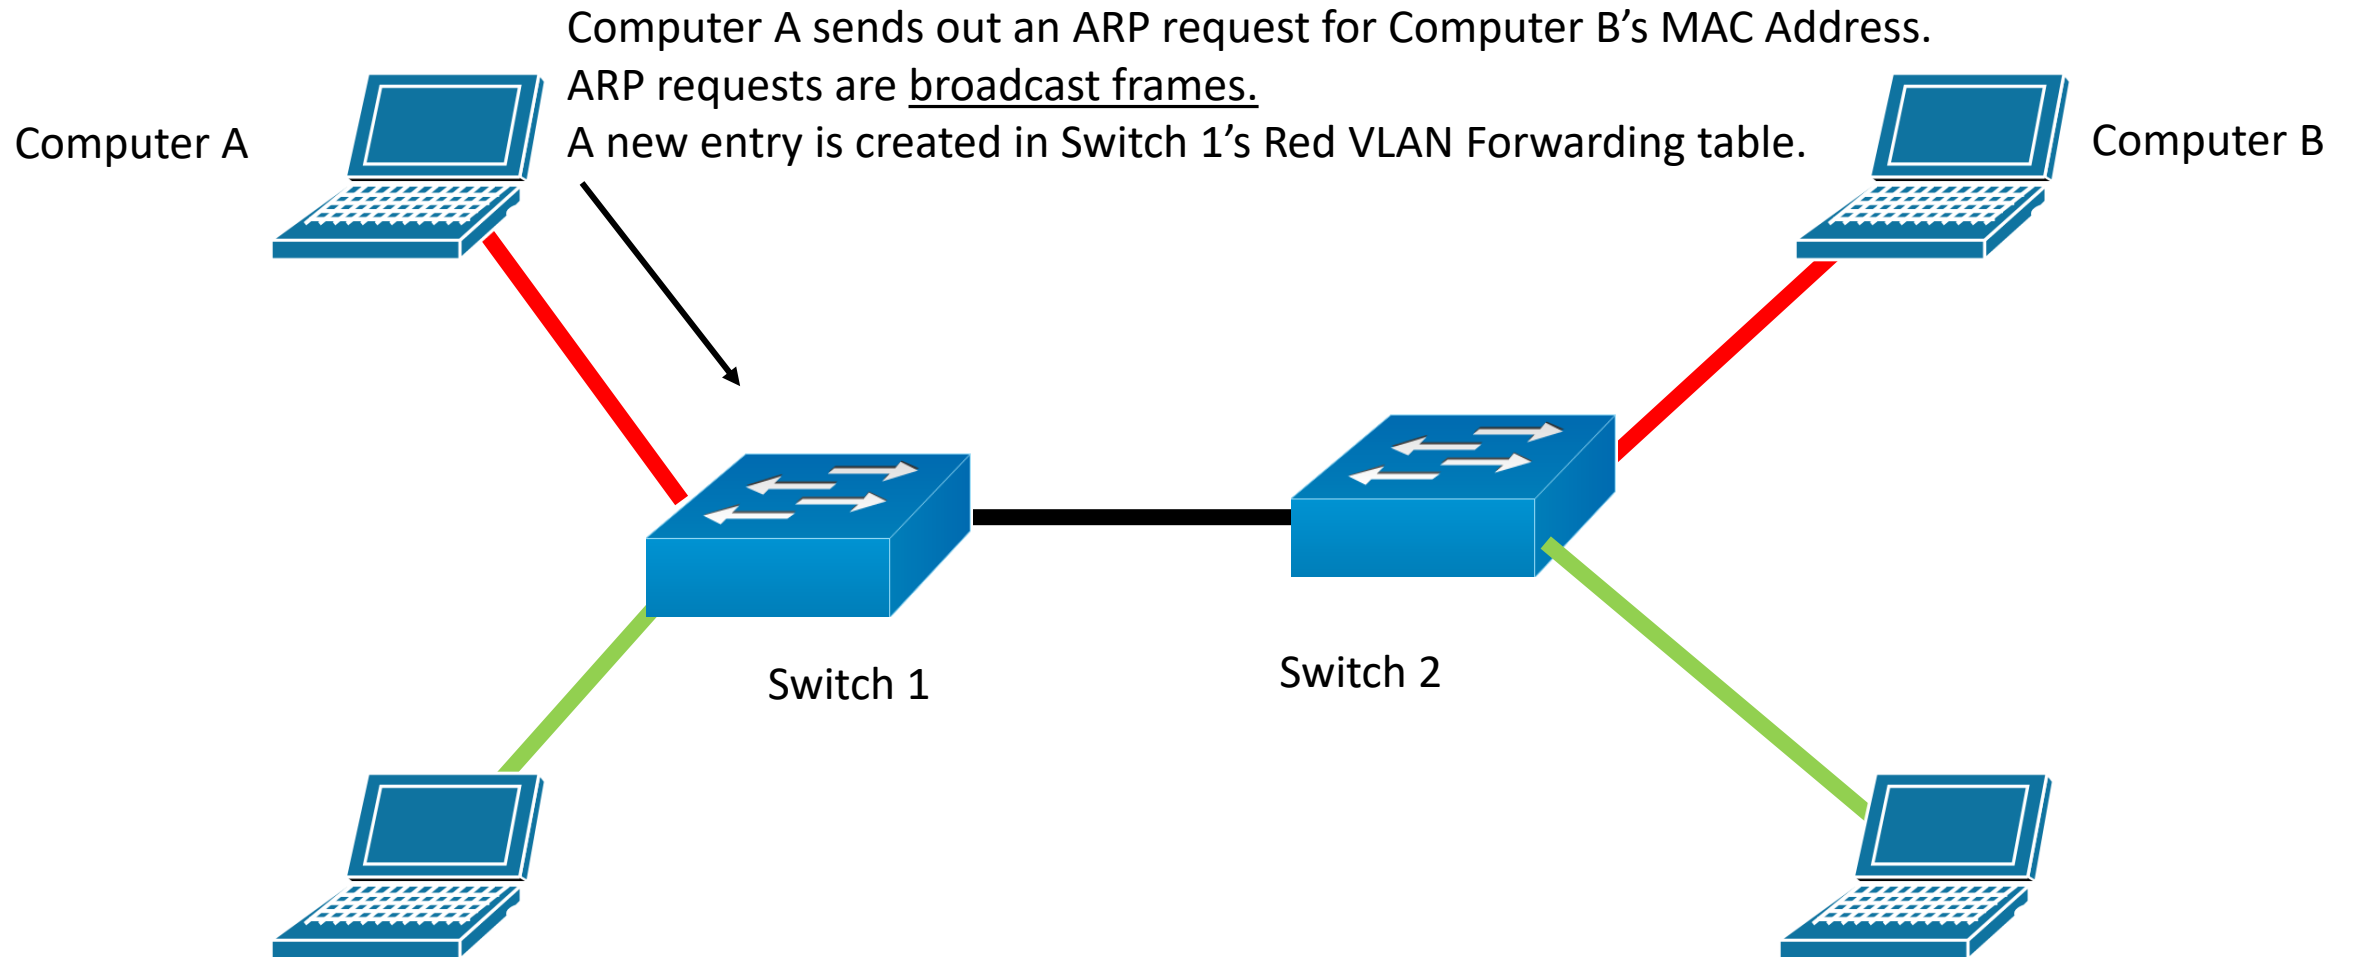 Computer A sends out an ARP request for Computer B’s MAC Address.
ARP requests are broadcast frames.
A new entry is created in Switch 1’s Red VLAN Forwarding table.
Computer A
Computer B
Switch 1
Switch 2